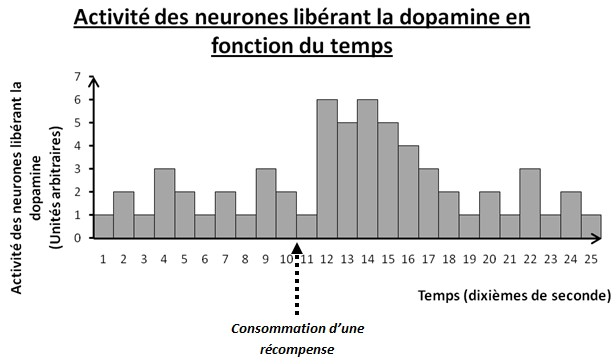 Activité des neurones libérant la dopamine en
fonction du temps
Activité des neurones libérant la
dopamine
(Unités arbitraires)
7
6
5
4
3
2
1
0
1 2 3 4 5 6 7 8 9 10 11 12 13 14 15 16 17 18 19 20 21 22 23 24 25
Temps (dixièmes de seconde)
Consommation d'une
récompense